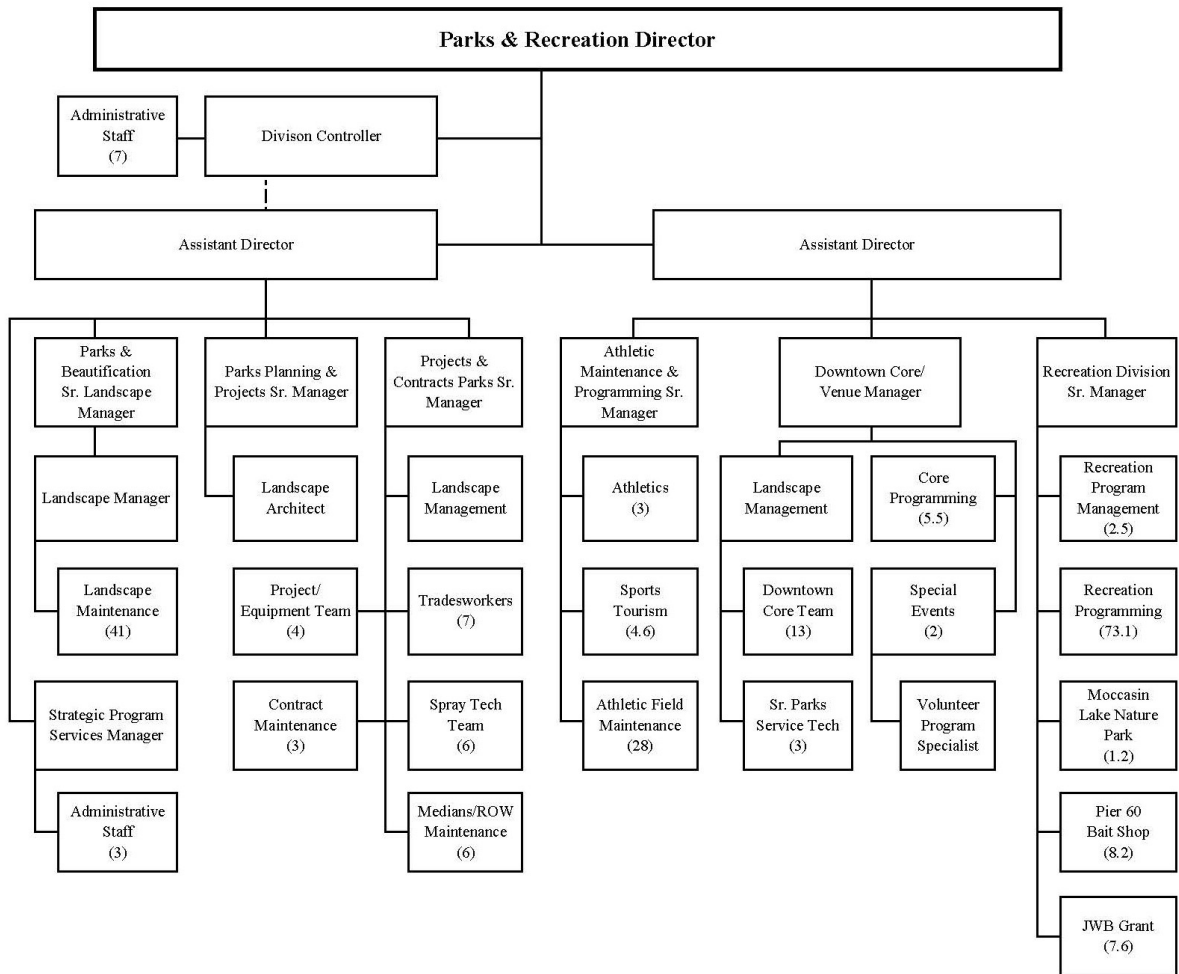 Parks & Recreation Director
Administrative
Staff
(7)
Divison Controller
Assistant Director
Assistant Director
Parks &
Beautification
Sr. Landscape
Manager
Parks Planning &
Projects Sr. Manager
Projects &
Contracts Parks Sr.
Manager
Athletic
Maintenance &
Programming Sr.
Manager
Downtown Core/
Venue Manager
Recreation Division
Sr. Manager
Landscape Manager
Landscape
Architect
Landscape
Management
Athletics
(3)
Landscape
Management
Core
Programming
(5.5)
Recreation
Program
Management
(2.5)
Landscape
Maintenance
(41)
Project/
Equipment Team
(4)
Tradesworkers
(7)
Sports
Tourism
(4.6)
Downtown
Core Team
(13)
Special
Events
(2)
Recreation
Programming
(73.1)
Strategic Program
Services Manager
Contract
Maintenance
(3)
Spray Tech
Team
(6)
Athletic Field
Maintenance
(28)
Sr. Parks
Service Tech
(3)
Volunteer
Program
Specialist
Moccasin
Lake Nature
Park
(1.2)
Administrative
Staff
(3)
Medians/ROW
Maintenance
(6)
Pier 60
Bait Shop
(8.2)
JWB Grant
(7.6)